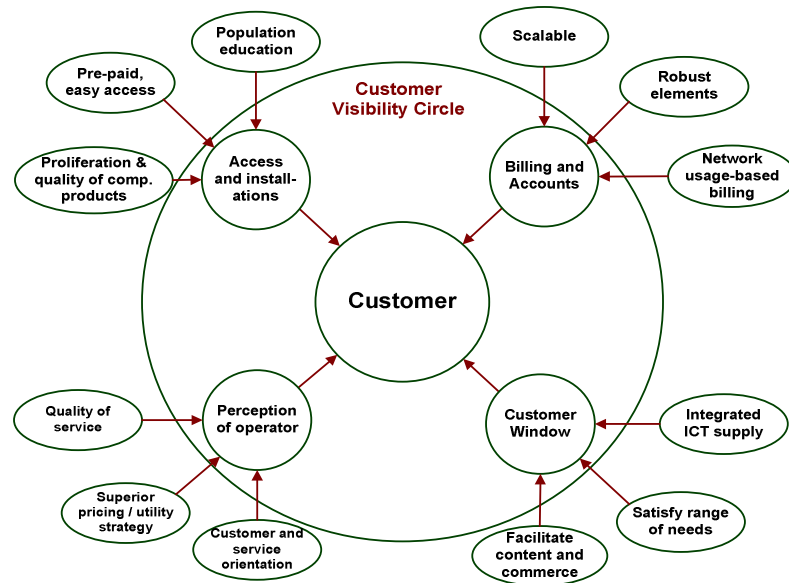 Population
education
Scalable
Pre-paid,
easy access
Customer
Visibility Circle
Robust
elements
Proliferation &
quality of comp.
products
Access
and install-
ations
Billing and
Accounts
Network
usage-based
billing
Customer
Quality of
service
Perception
of operator
Customer
Window
Integrated
ICT supply
Superior
pricing / utility
strategy
Customer and
service
orientation
Facilitate
content and
commerce
Satisfy range
of needs